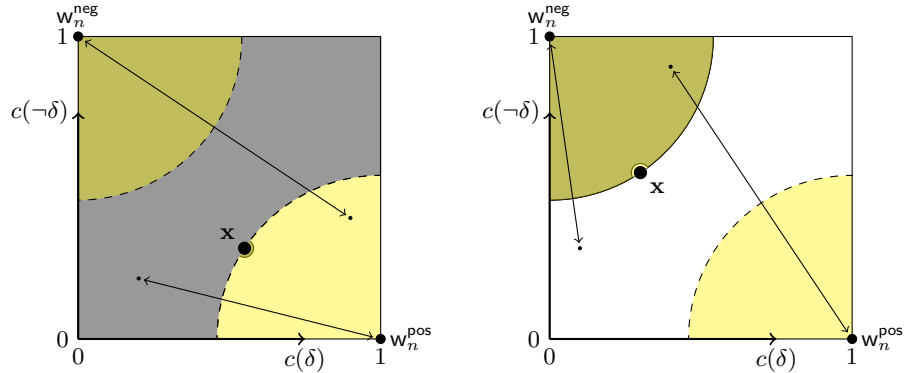 w_n^neg
1
c(¬δ)
x
0
w_n^pos
0
c(δ)
1
w_n^neg
1
c(¬δ)
x
0
w_n^pos
0
c(δ)
1